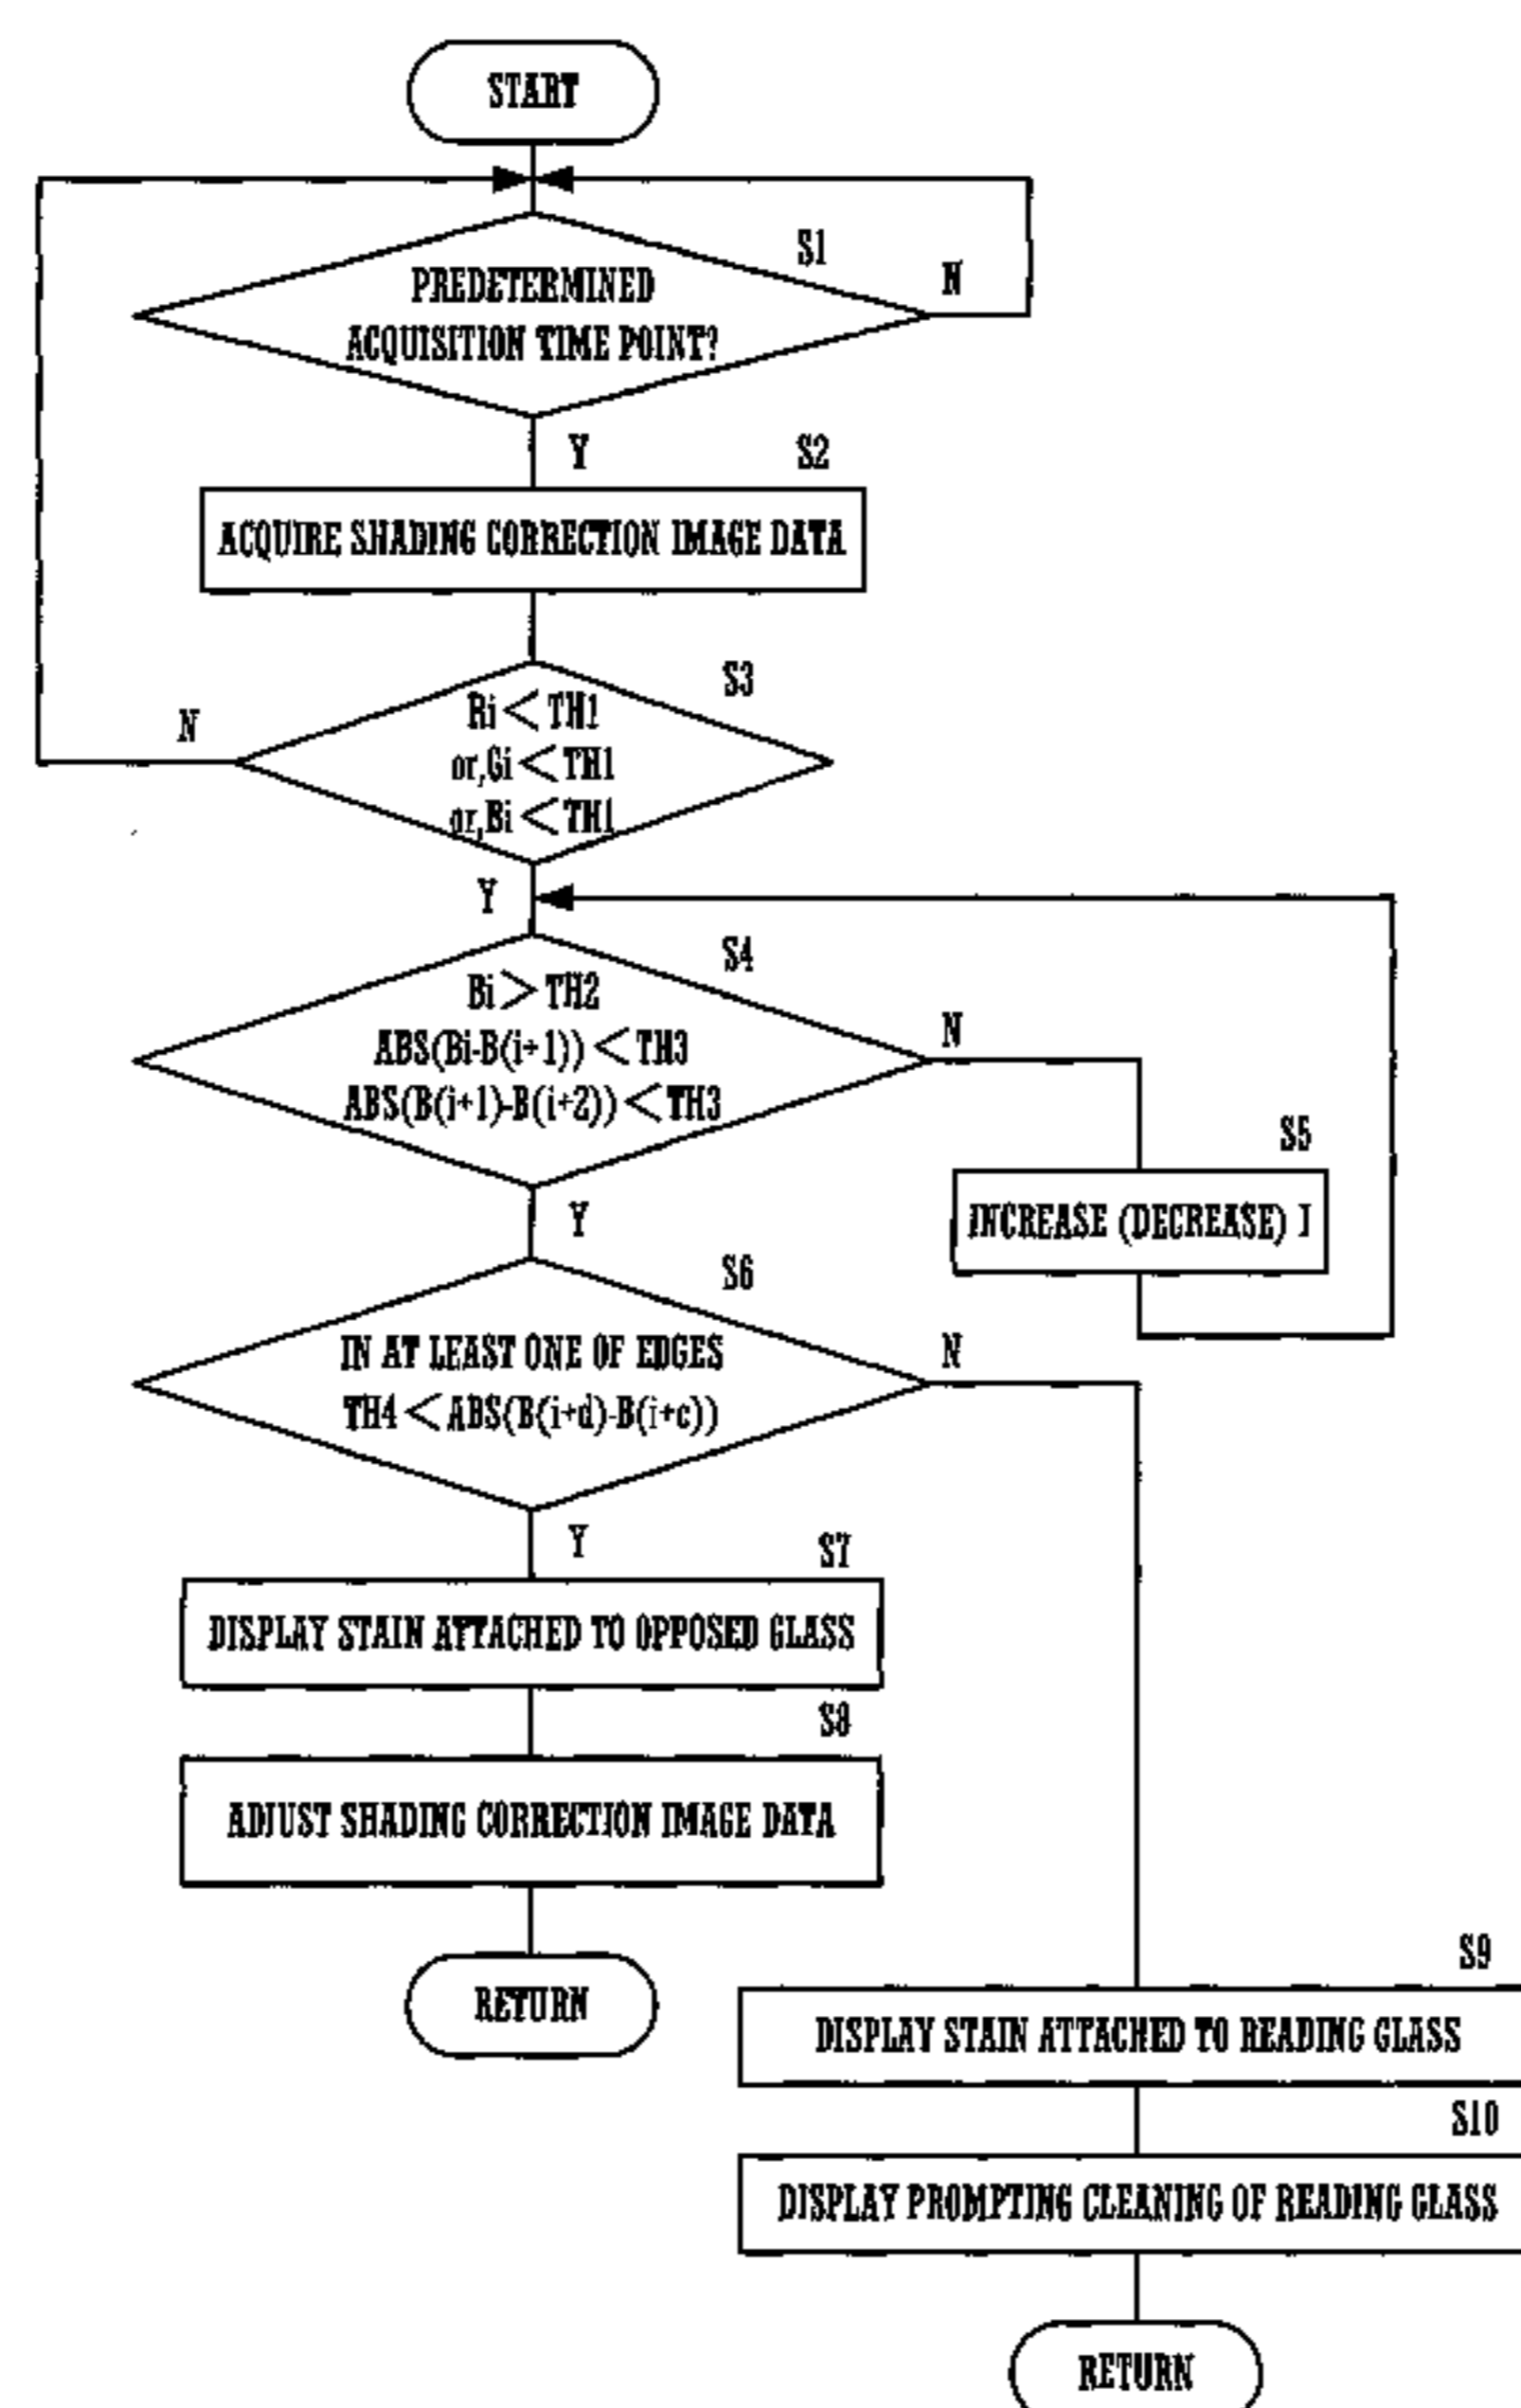 START
S1
N
PREDETERMINED
ACQUISITION TIME POINT?
Y
S2
ACQUIRE SHADING CORRECTION IMAGE DATA
S3
N
Ri<TH1
or,Gi<TH1
or,Bi<TH1
Y
S4
Bi>TH2
N
ABS(Bi-B(i+1))<TH3
ABS(B(i+1)-B(i+2))<TH3
S5
Y
INCREASE (DECREASE) I
S6
IN AT LEAST ONE OF EDGES
N
TH4<ABS(B(i+d)-B(i+c))
Y
S7
DISPLAY STAIN ATTACHED TO OPPOSED GLASS
S8
ADJUST SHADING CORRECTION IMAGE DATA
RETURN
S9
DISPLAY STAIN ATTACHED TO READING GLASS
S10
DISPLAY PROMPTING CLEANING OF READING GLASS
RETURN